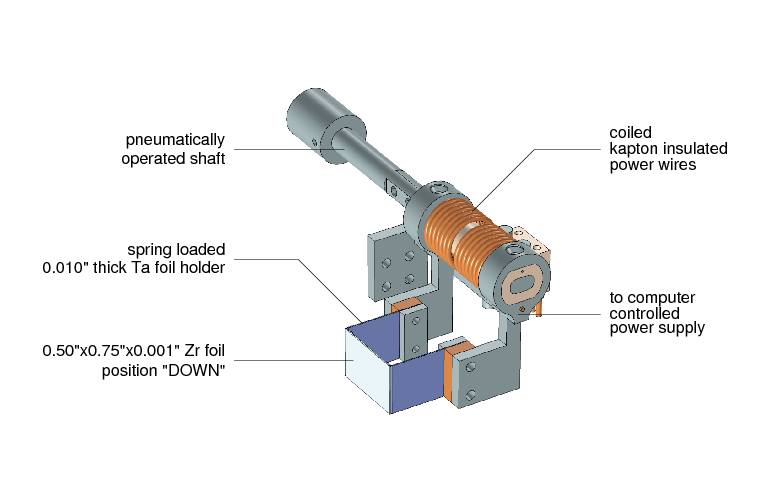 pneumatically
operated shaft
coiled
kapton insulated
power wires
spring loaded
0.010" thick Ta foil holder
to computer
controlled
power supply
0.50"x0.75"x0.001" Zr foil
position "DOWN"